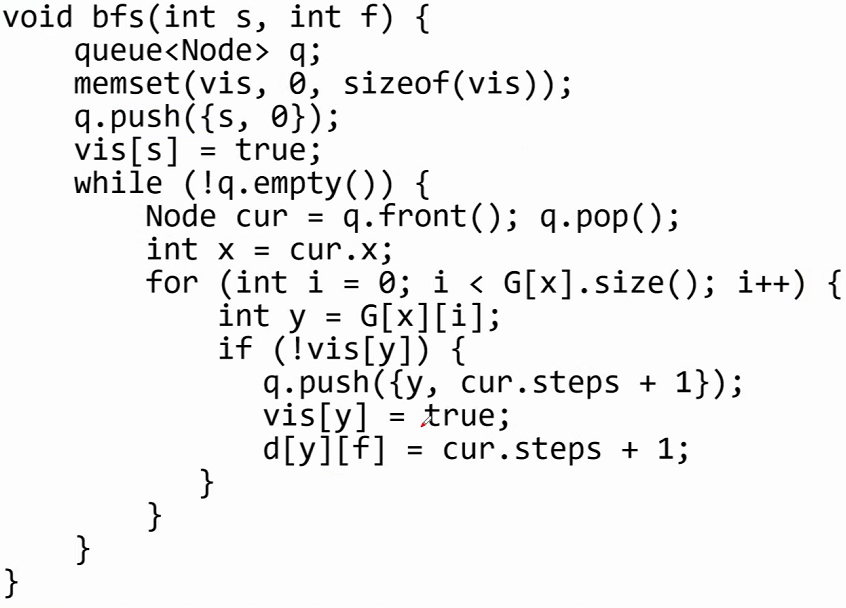 void bfs(int s, int f) {
queue<Node> q;
memset(vis, 0, sizeof(vis));
q.push({s, 0});
vis[s] = true;
while (!q.empty()) {
Node cur = q.front(); q.pop();
int x = cur.x;
for (int i = 0; i < G[x].size(); i++) {
int y = G[x][i];
if (!vis[y]) {
q.push({y, cur.steps + 1});
vis[y] = true;
d[y][f] = cur.steps + 1;
}
}
}
}